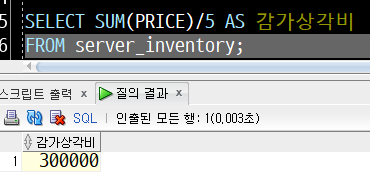 5 SELECT SUM(PRICE)/5 AS 감가상각비
6 FROM server_inventory;
스크립트 출력 × 질의 결과 ×
SQL | 인출된 모든 행: 1(0,003초)
감가상각비
1 300000